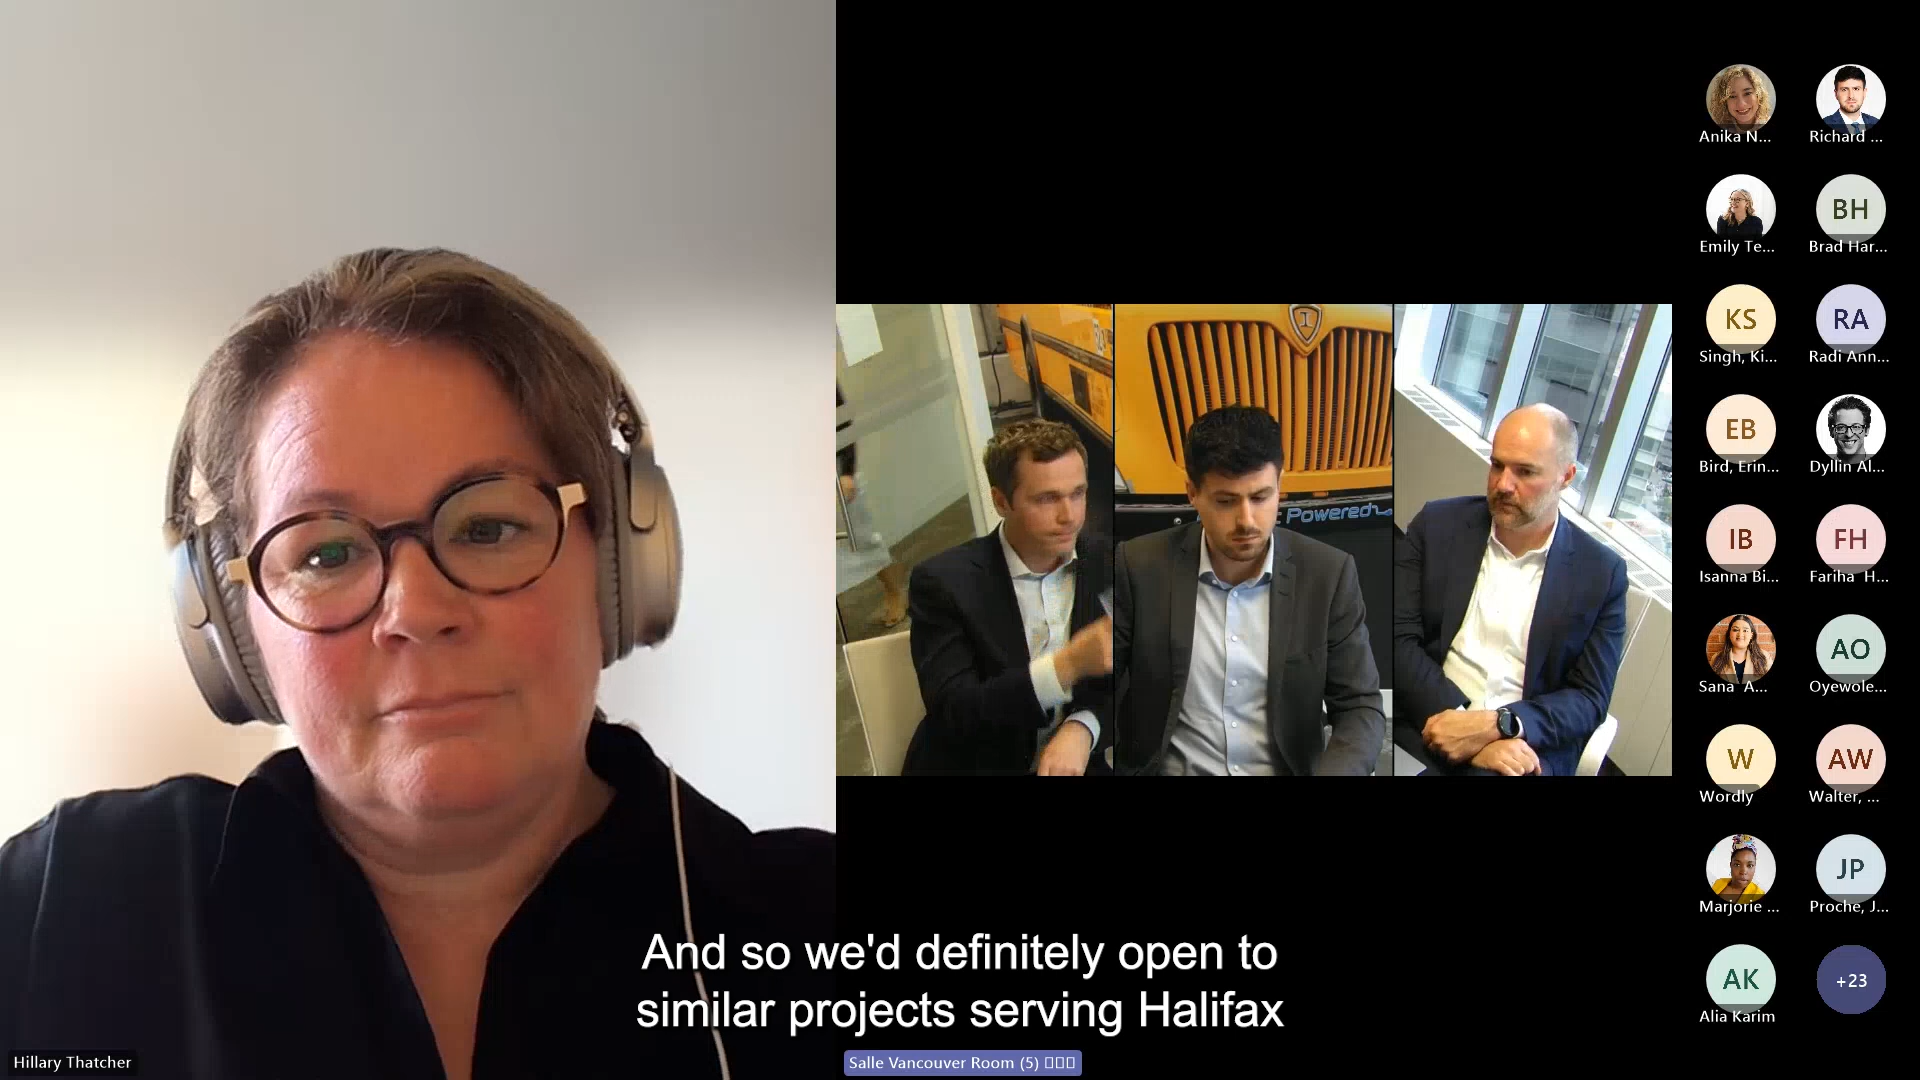 Anika N...
Richard ...
Emily Te...
BH
Brad Har...
KS
Singh, Ki...
RA
Radi Ann...
EB
Bird, Erin...
Dyllin Al...
IB
Isanna Bi...
FH
Fariha H...
Sana A...
AO
Oyewole...
W
Wordly
AW
Walter, ...
Marjorie ...
JP
Proche, J...
AK
Alia Karim
+23
Powered
And so we'd definitely open to
similar projects serving Halifax
Hillary Thatcher
Salle Vancouver Room (5)